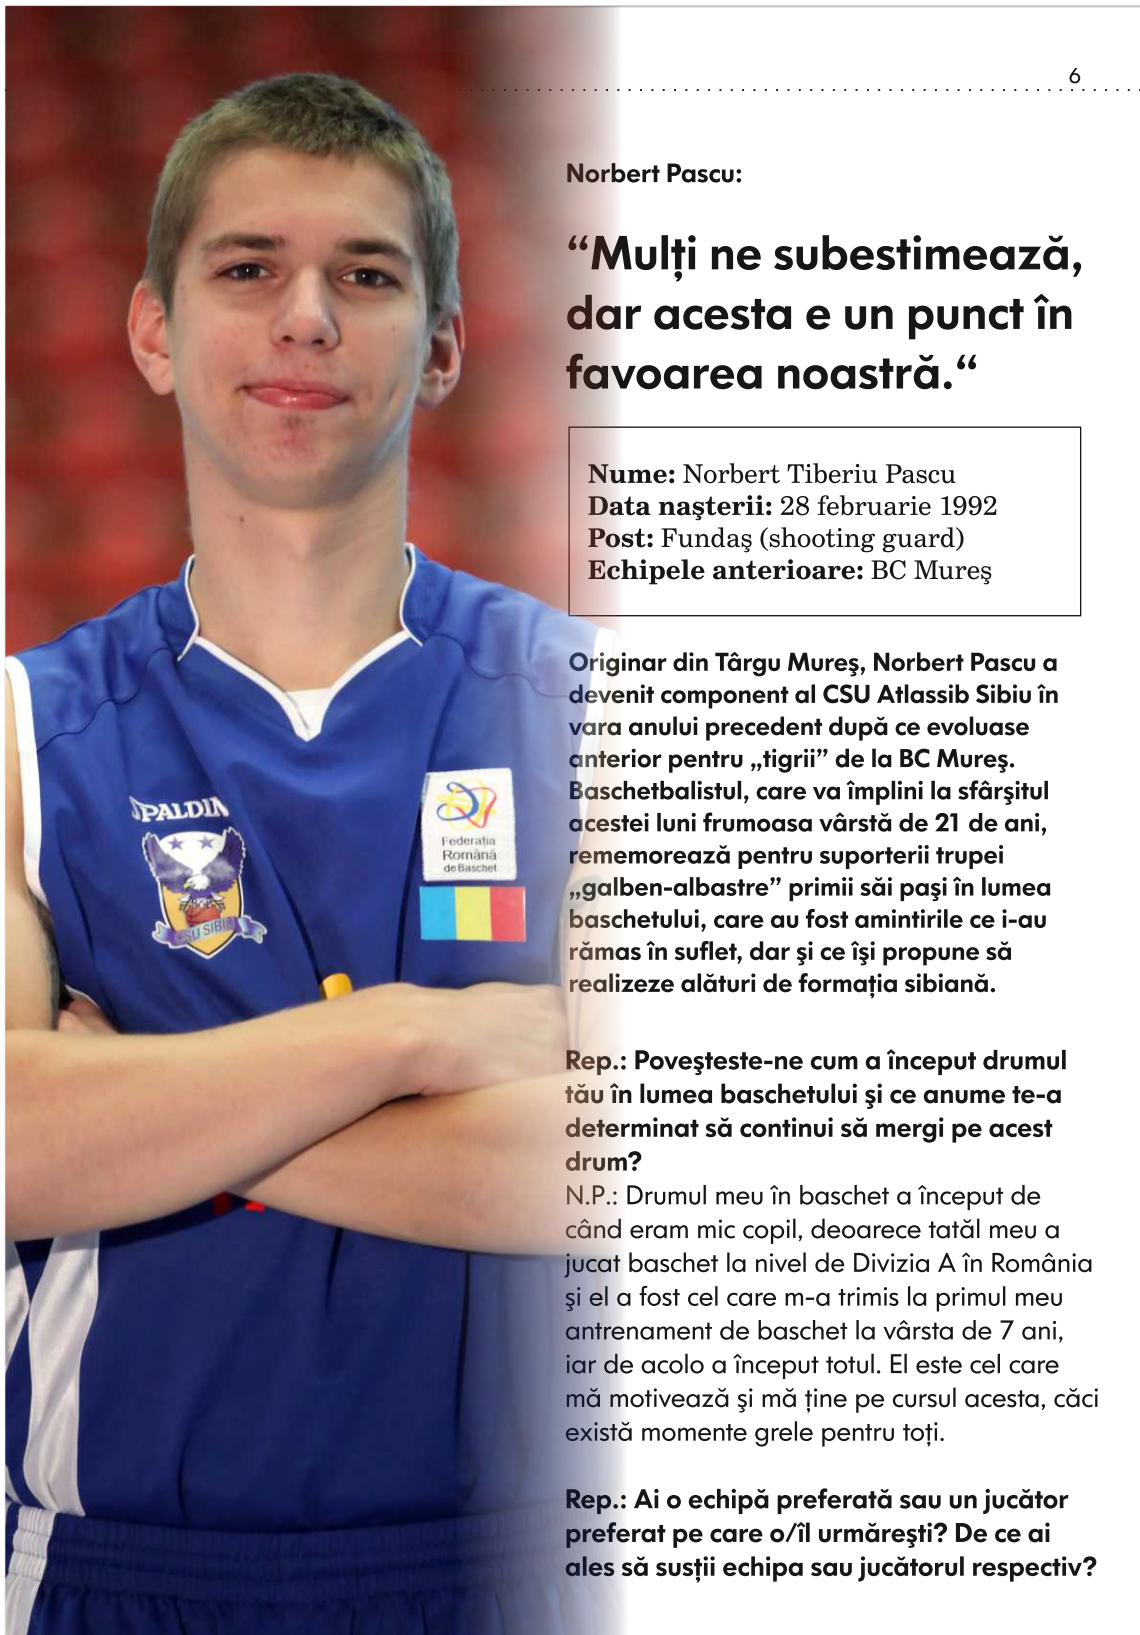 6
Norbert Pascu:
“Mulţi ne subestimează,
dar acesta e un punct în
favoarea noastră.“
Nume: Norbert Tiberiu Pascu
Data naşterii: 28 februarie 1992
Post: Fundaş (shooting guard)
Echipele anterioare: BC Mureş
Originar din Târgu Mureş, Norbert Pascu a
devenit component al CSU Atlassib Sibiu în
vara anului precedent după ce evoluase
anterior pentru „tigrii” de la BC Mureş.
Baschetbalistul, care va împlini la sfârşitul
acestei luni frumoasa vârstă de 21 de ani,
rememorează pentru suporterii trupei
„galben-albastre” primii săi paşi în lumea
baschetului, care au fost amintirile ce i-au
rămas în suflet, dar şi ce îşi propune să
realizeze alături de formaţia sibiană.
Rep.: Poveşteste-ne cum a început drumul
tău în lumea baschetului şi ce anume te-a
determinat să continui să mergi pe acest
drum?
N.P.: Drumul meu în baschet a început de
când eram mic copil, deoarece tatăl meu a
jucat baschet la nivel de Divizia A în România
şi el a fost cel care m-a trimis la primul meu
antrenament de baschet la vârsta de 7 ani,
iar de acolo a început totul. El este cel care
mă motivează şi mă ţine pe cursul acesta, căci
există momente grele pentru toţi.
Rep.: Ai o echipă preferată sau un jucător
preferat pe care o/îl urmăreşti? De ce ai
ales să susţii echipa sau jucătorul respectiv?
SPALDIN
CSU SIBIU
Federaţia
Română
de Baschet